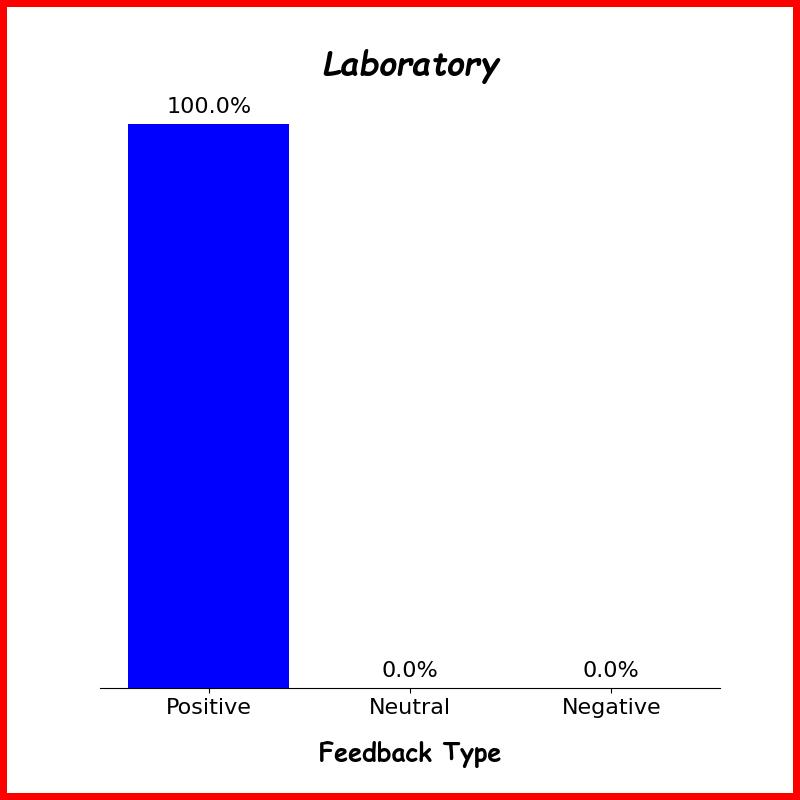 Laboratory
100.0%
0.0% 0.0%
Positive Neutral Negative
Feedback Type